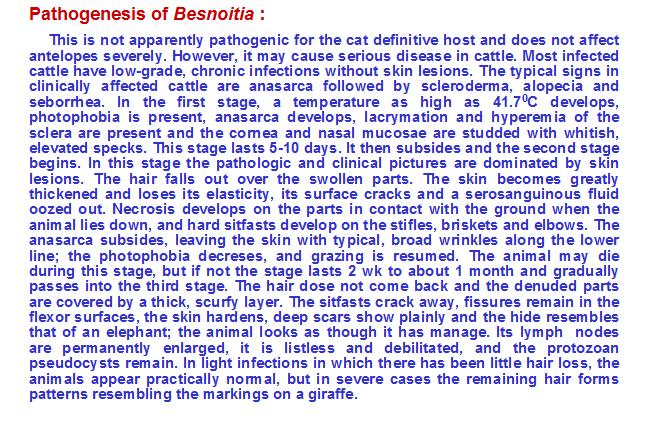 Pathogenesis of Besnoitia :
This is not apparently pathogenic for the cat definitive host and does not affect
antelopes severely. However, it may cause serious disease in cattle. Most infected
cattle have low-grade, chronic infections without skin lesions. The typical signs in
clinically affected cattle are anasarca followed by scleroderma, alopecia and
seborrhea. In the first stage, a temperature as high as 41.7⁰C develops,
photophobia is present, anasarca develops, lacrymation and hyperemia of the
sclera are present and the cornea and nasal mucosae are studded with whitish,
elevated specks. This stage lasts 5-10 days. It then subsides and the second stage
begins. In this stage the pathologic and clinical pictures are dominated by skin
lesions. The hair falls out over the swollen parts. The skin becomes greatly
thickened and loses its elasticity, its surface cracks and a serosanguinous fluid
oozed out. Necrosis develops on the parts in contact with the ground when the
animal lies down, and hard sitfasts develop on the stifles, briskets and elbows. The
anasarca subsides, leaving the skin with typical, broad wrinkles along the lower
line; the photophobia decreses, and grazing is resumed. The animal may die
during this stage, but if not the stage lasts 2 wk to about 1 month and gradually
passes into the third stage. The hair dose not come back and the denuded parts
are covered by a thick, scurfy layer. The sitfasts crack away, fissures remain in the
flexor surfaces, the skin hardens, deep scars show plainly and the hide resembles
that of an elephant; the animal looks as though it has manage. Its lymph nodes
are permanently enlarged, it is listless and debilitated, and the protozoan
pseudocysts remain. In light infections in which there has been little hair loss, the
animals appear practically normal, but in severe cases the remaining hair forms
patterns resembling the markings on a giraffe.